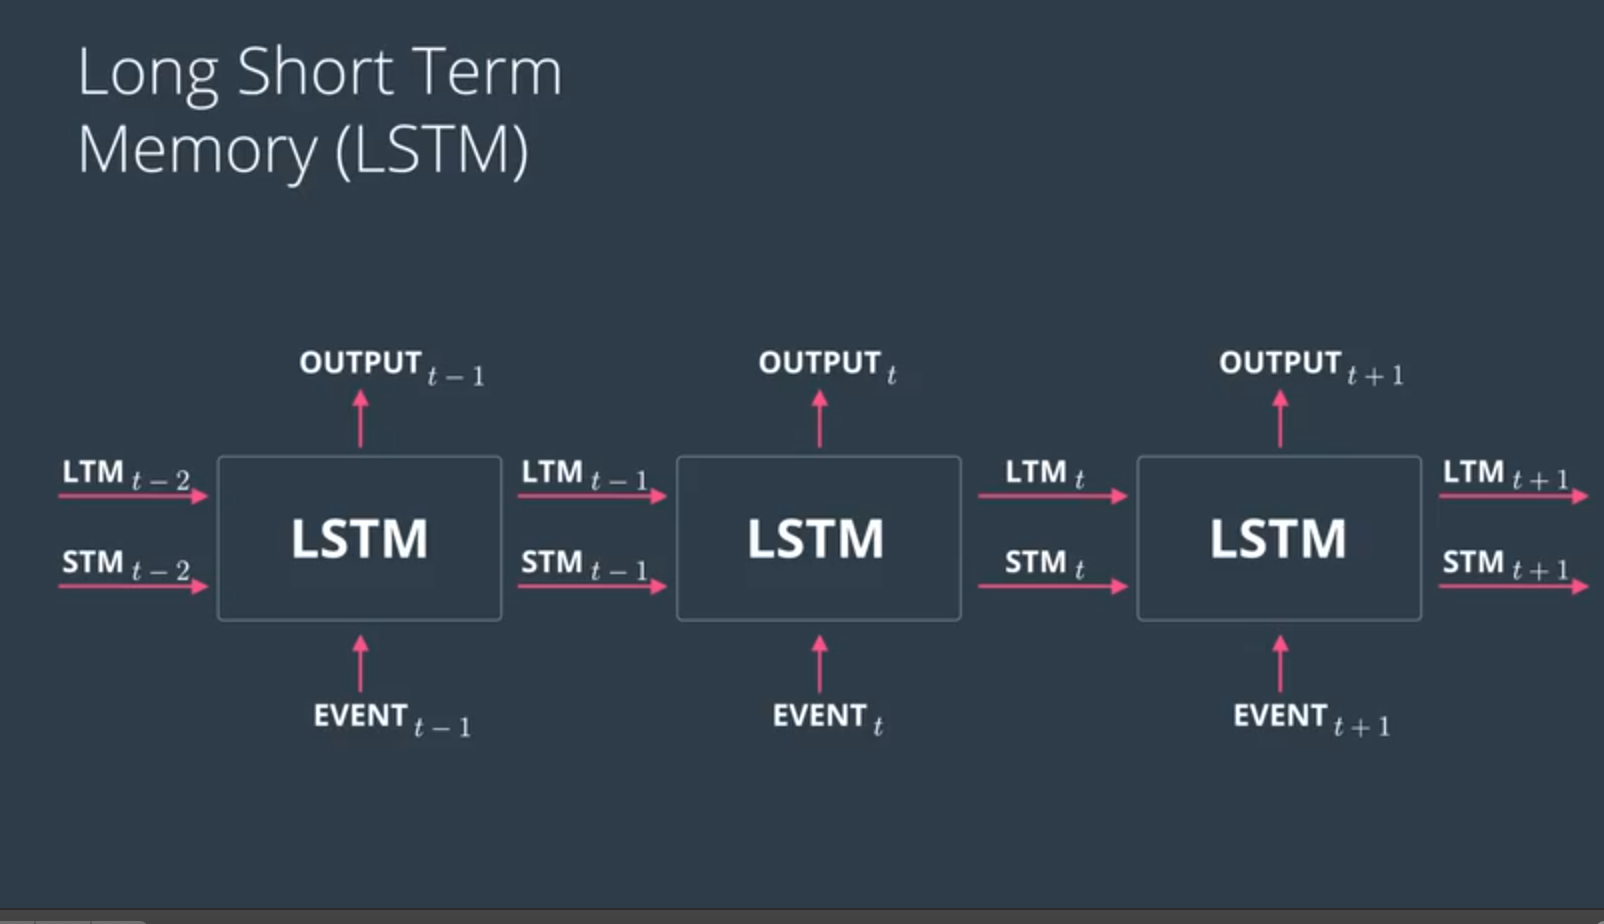 Long Short Term
Memory (LSTM)
OUTPUT t − 1
OUTPUT t
OUTPUT t + 1
LTM t − 2
LTM t − 1
LTM t
LTM t + 1
LSTM
LSTM
LSTM
STM t − 2
STM t − 1
STM t
STM t + 1
EVENT t − 1
EVENT t
EVENT t + 1